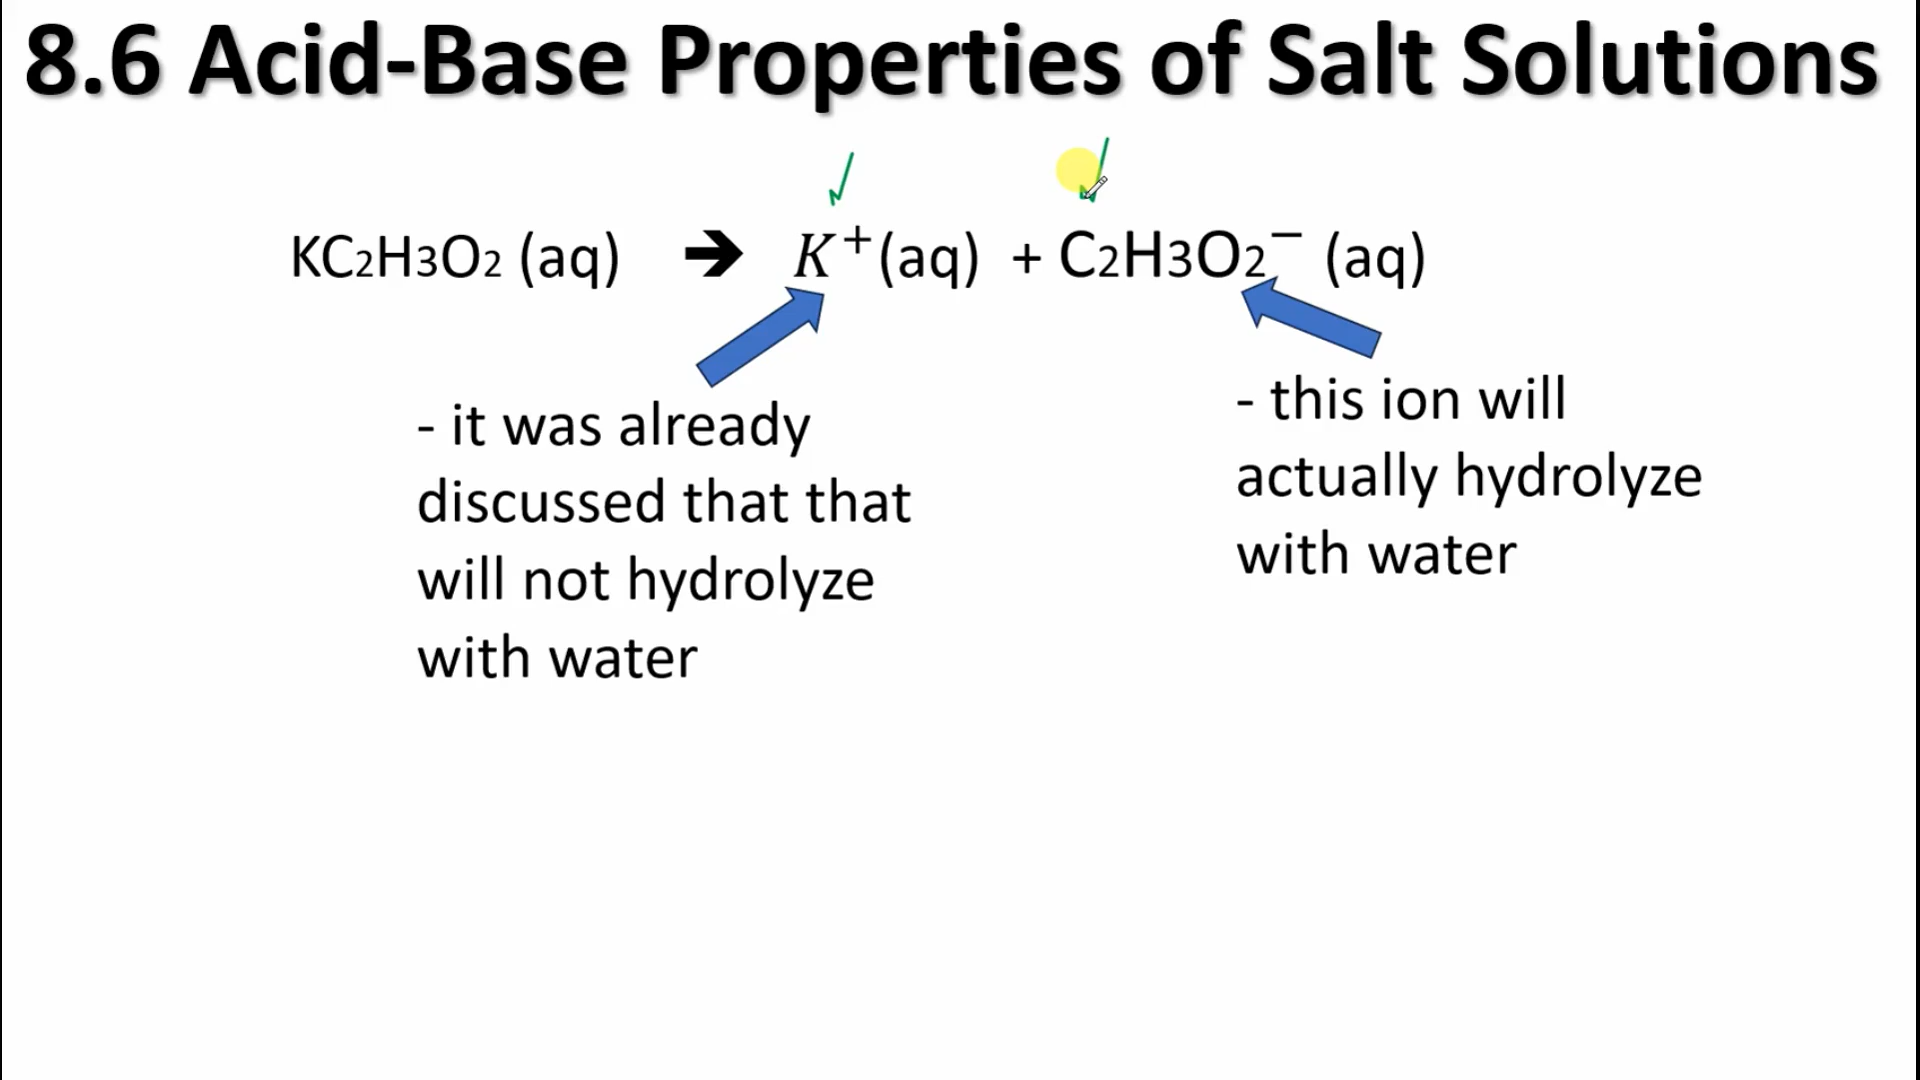 8.6 Acid-Base Properties of Salt Solutions
KC2H3O2 (aq) ➔ K⁺(aq) + C2H3O2⁻ (aq)
- it was already
discussed that that
will not hydrolyze
with water
- this ion will
actually hydrolyze
with water